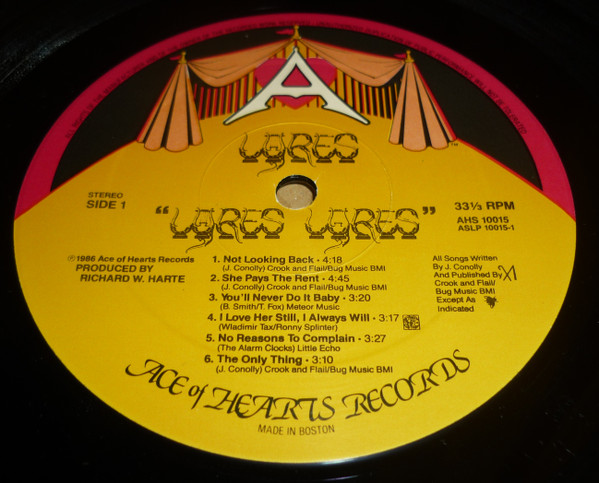 A
LYRES
STEREO
SIDE 1
33⅓ RPM
"LYRES LYRES"
AHS 10015
ASLP 10015-1
℗1986 Ace of Hearts Records
PRODUCED BY
RICHARD W. HARTE
1. Not Looking Back · 4:18
(J. Conolly) Crook and Flail/Bug Music BMI
2. She Pays The Rent · 4:45
(J. Conolly) Crook and Flail/Bug Music BMI
3. You'll Never Do It Baby · 3:20
(B. Smith/T. Fox) Meteor Music
4. I Love Her Still, I Always Will · 3:17
(Wladimir Tax/Ronny Splinter)
5. No Reasons To Complain · 3:27
(The Alarm Clocks) Little Echo
6. The Only Thing · 3:10
(J. Conolly) Crook and Flail/Bug Music BMI
All Songs Written
By J. Conolly
And Published By
Crook and Flail/
Bug Music BMI
Except As
Indicated
XI
ACE of HEARTS RECORDS
MADE IN BOSTON